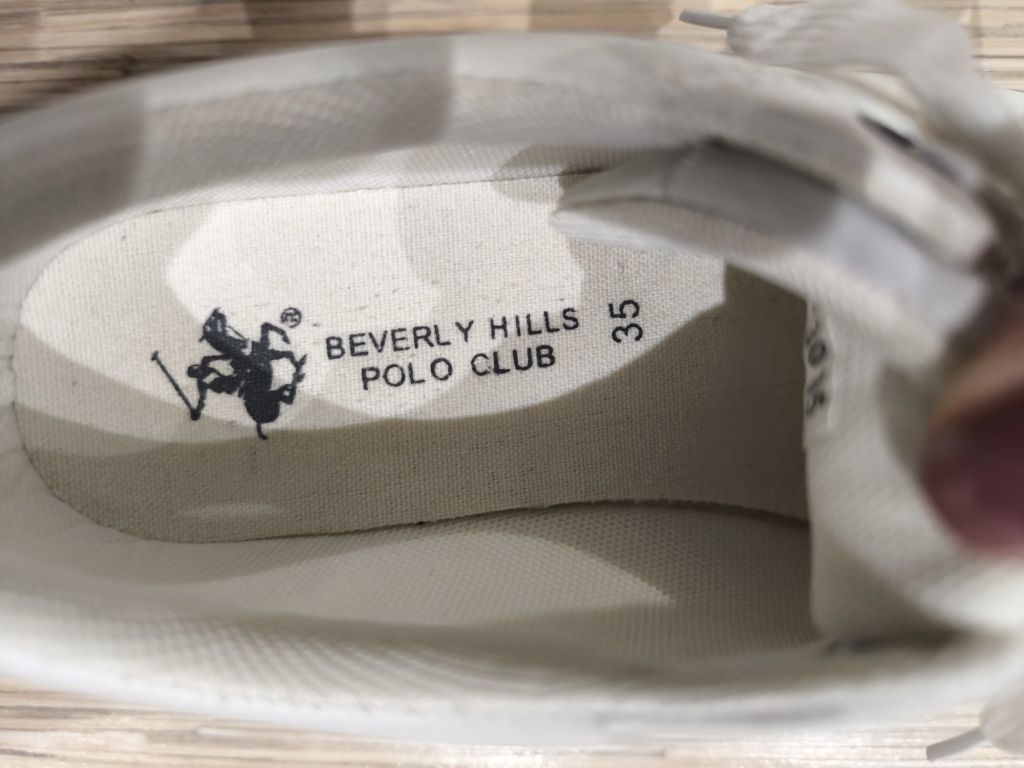 ®
BEVERLY HILLS
POLO CLUB
35